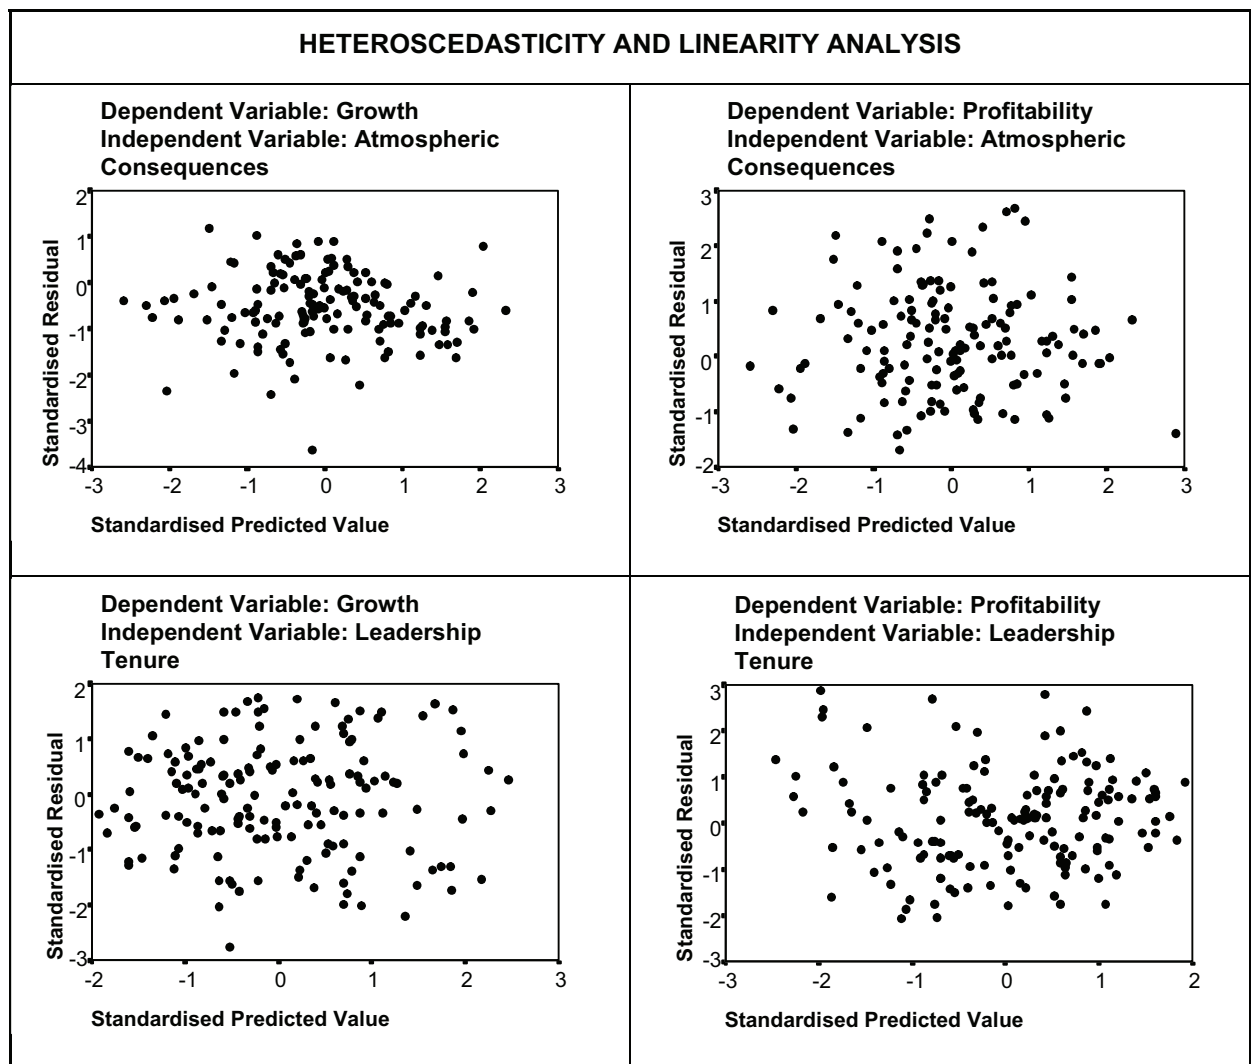 HETEROSCEDASTICITY AND LINEARITY ANALYSIS
Dependent Variable: Growth
Independent Variable: Atmospheric
Consequences
2
1
0
-1
-2
-3
-4
Standardised Residual
-3 -2 -1 0 1 2 3
Standardised Predicted Value
Dependent Variable: Profitability
Independent Variable: Atmospheric
Consequences
3
2
1
0
-1
-2
Standardised Residual
-3 -2 -1 0 1 2 3
Standardised Predicted Value
Dependent Variable: Growth
Independent Variable: Leadership
Tenure
2
1
0
-1
-2
-3
Standardised Residual
-2 -1 0 1 2 3
Standardised Predicted Value
Dependent Variable: Profitability
Independent Variable: Leadership
Tenure
3
2
1
0
-1
-2
-3
Standardised Residual
-3 -2 -1 0 1 2
Standardised Predicted Value